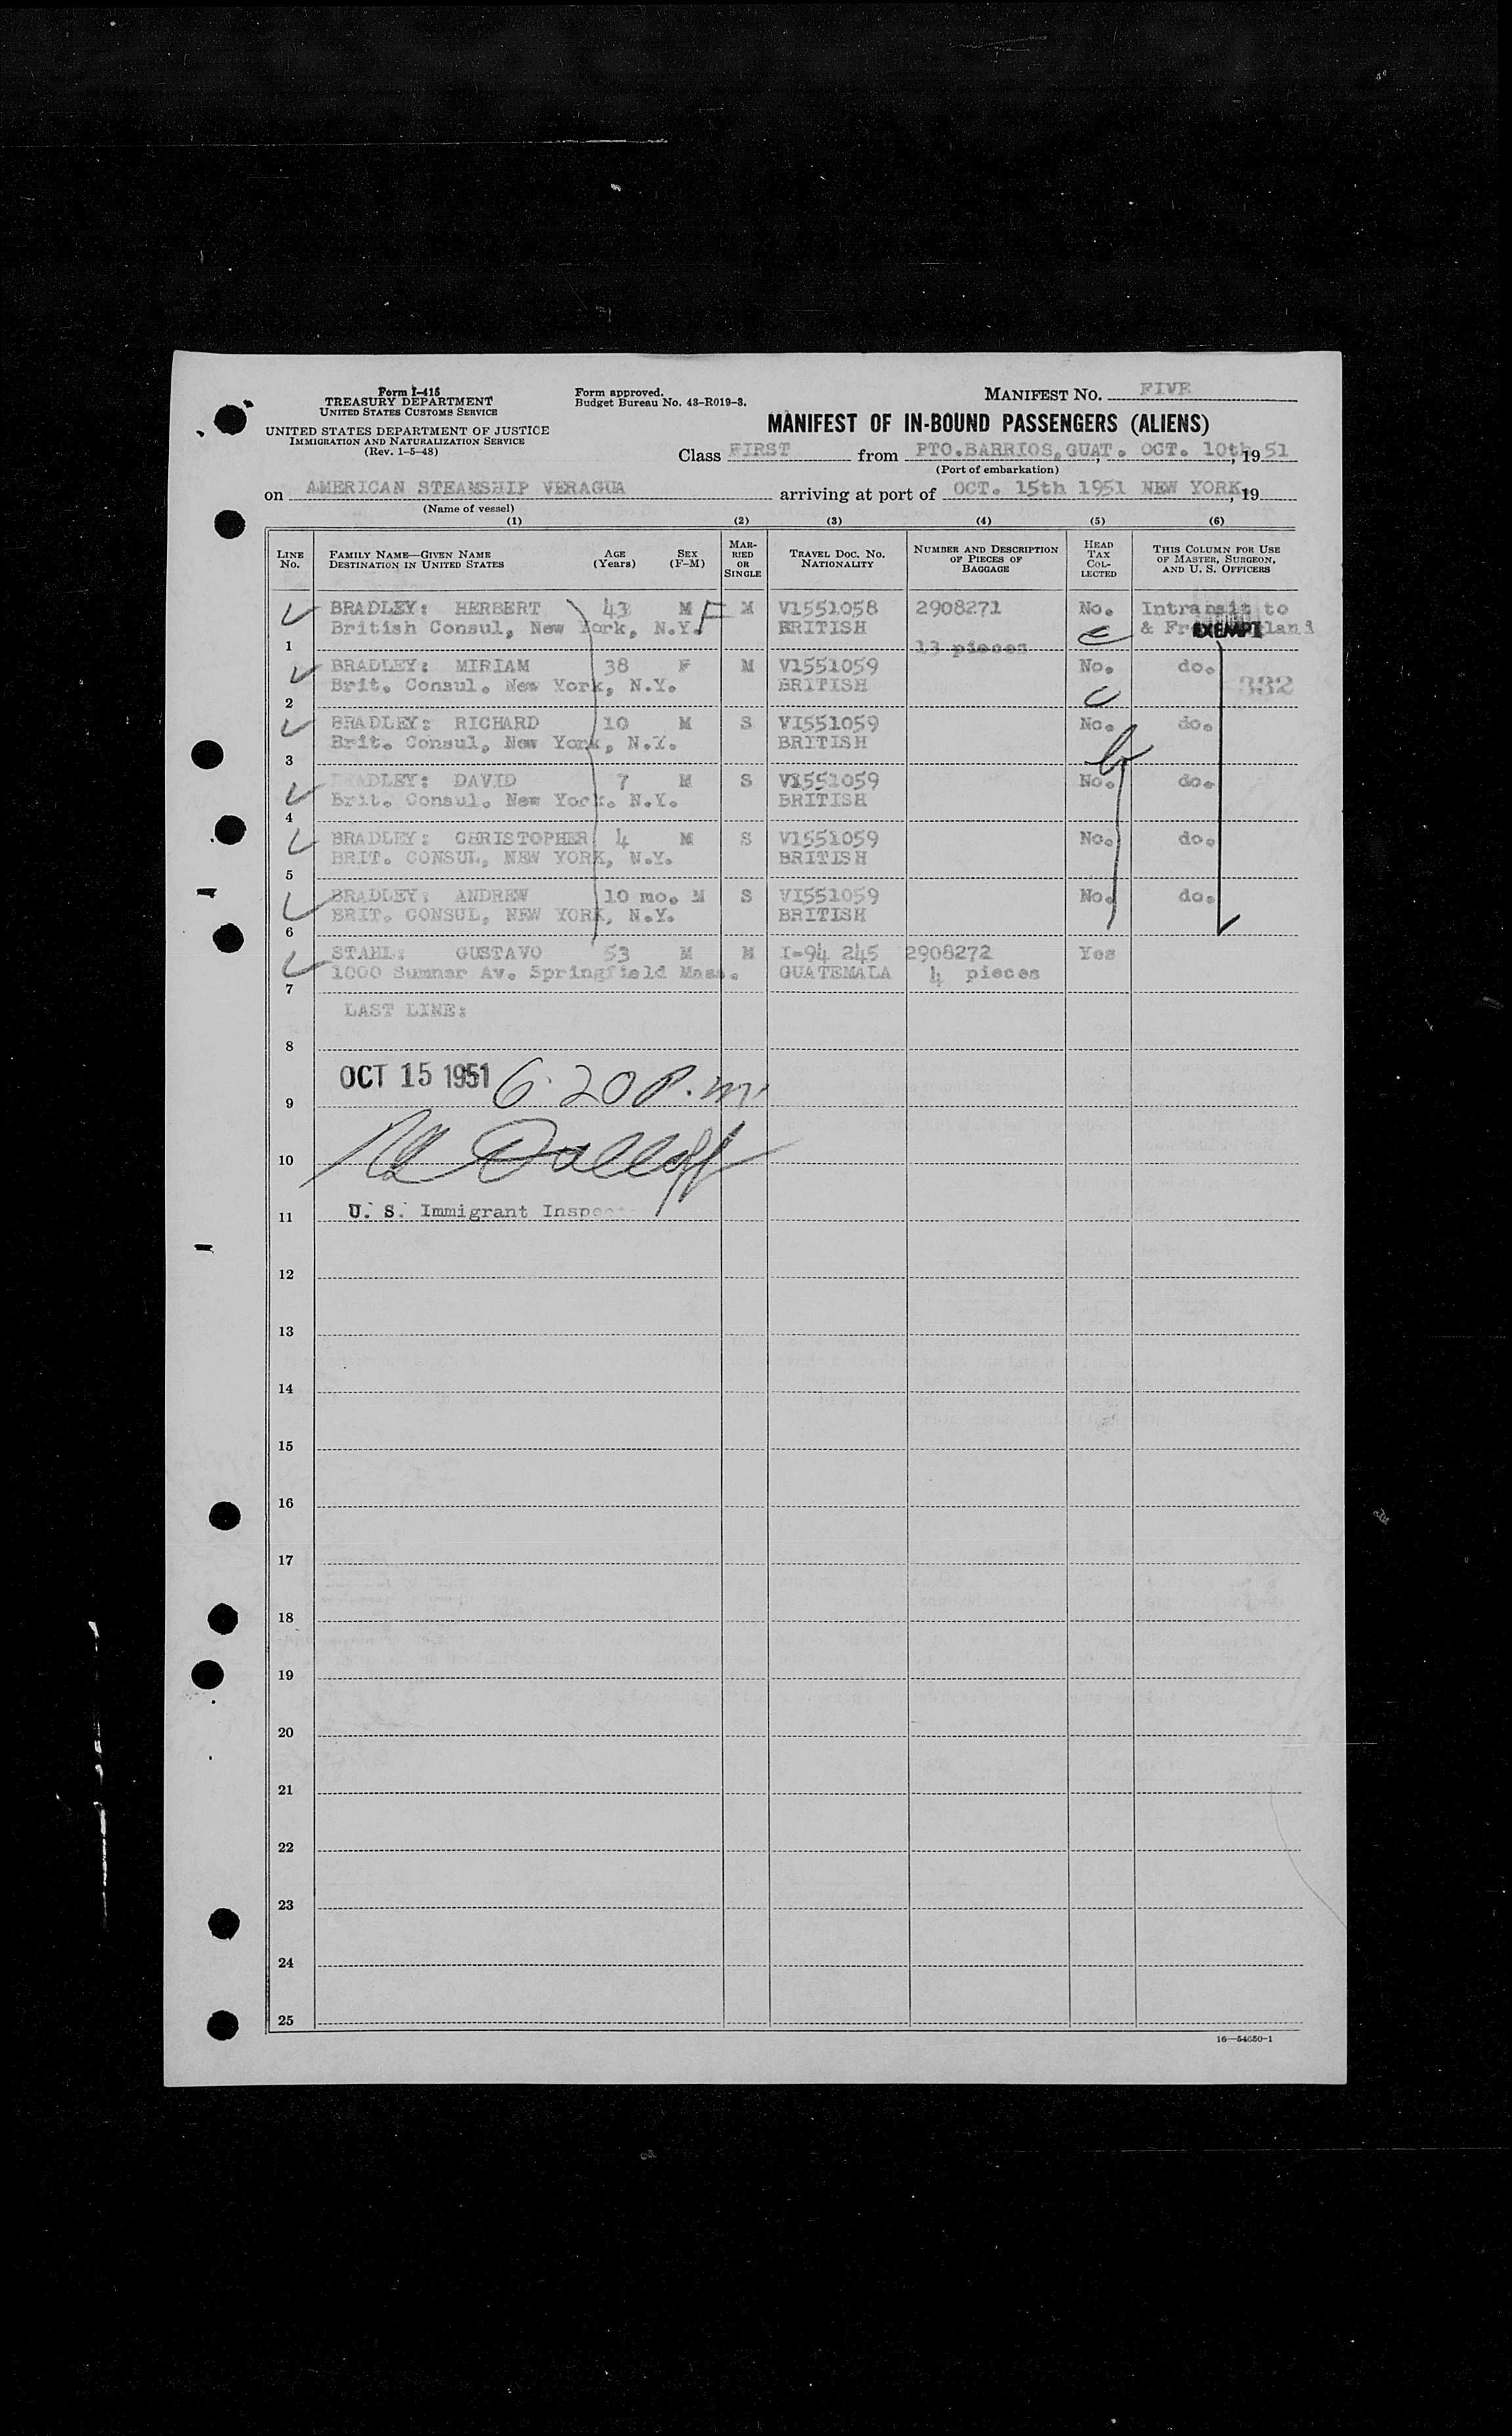 Form I-415
TREASURY DEPARTMENT
UNITED STATES CUSTOMS SERVICE
UNITED STATES DEPARTMENT OF JUSTICE
IMMIGRATION AND NATURALIZATION SERVICE
(Rev. 1-5-48)
Form approved.
Budget Bureau No. 43-R019-3.
MANIFEST NO. FIVE
MANIFEST OF IN-BOUND PASSENGERS (ALIENS)
Class FIRST from PTO.BARRIOS, GUAT. OCT. 10th, 19 51
(Port of embarkation)
on AMERICAN STEAMSHIP VERAGUA arriving at port of OCT. 15th 1951 NEW YORK, 19
(Name of vessel)
(1) (2) (3) (4) (5) (6)
LINE No. FAMILY NAME—GIVEN NAME DESTINATION IN UNITED STATES AGE (Years) SEX (F-M) MARRIED OR SINGLE TRAVEL DOC. NO. NATIONALITY NUMBER AND DESCRIPTION OF PIECES OF BAGGAGE HEAD TAX COLLECTED THIS COLUMN FOR USE OF MASTER, SURGEON, AND U. S. OFFICERS
BRADLEY: HERBERT 43 M F M V1551058 2908271 No. Intransit to
British Consul, New York, N.Y. BRITISH & EXEMPT
1 13 pieces
BRADLEY: MIRIAM 38 F M V1551059 No. do.
Brit. Consul. New York, N.Y. BRITISH 332
2
BRADLEY: RICHARD 10 M S VI551059 No. do.
Brit. Consul, New York, N.Y. BRITISH
3
BRADLEY: DAVID 7 M S V1551059 No. do.
Brit. Consul. New York. N.Y. BRITISH
4
BRADLEY: CHRISTOPHER 4 M S V1551059 No. do.
BRIT. CONSUL, NEW YORK, N.Y. BRITISH
5
BRADLEY: ANDREW 10 mo. M S VI551059 No. do.
BRIT. CONSUL, NEW YORK, N.Y. BRITISH
6
STAHL: GUSTAVO 53 M M I-94 245 2908272 Yes
1000 Sumner Av. Springfield Mass. GUATEMALA 4 pieces
7
LAST LINE:
8
OCT 15 1951 6:20 P.m.
9
10
U. S. Immigrant Inspect
11
12
13
14
15
16
17
18
19
20
21
22
23
24
25
16—54650-1